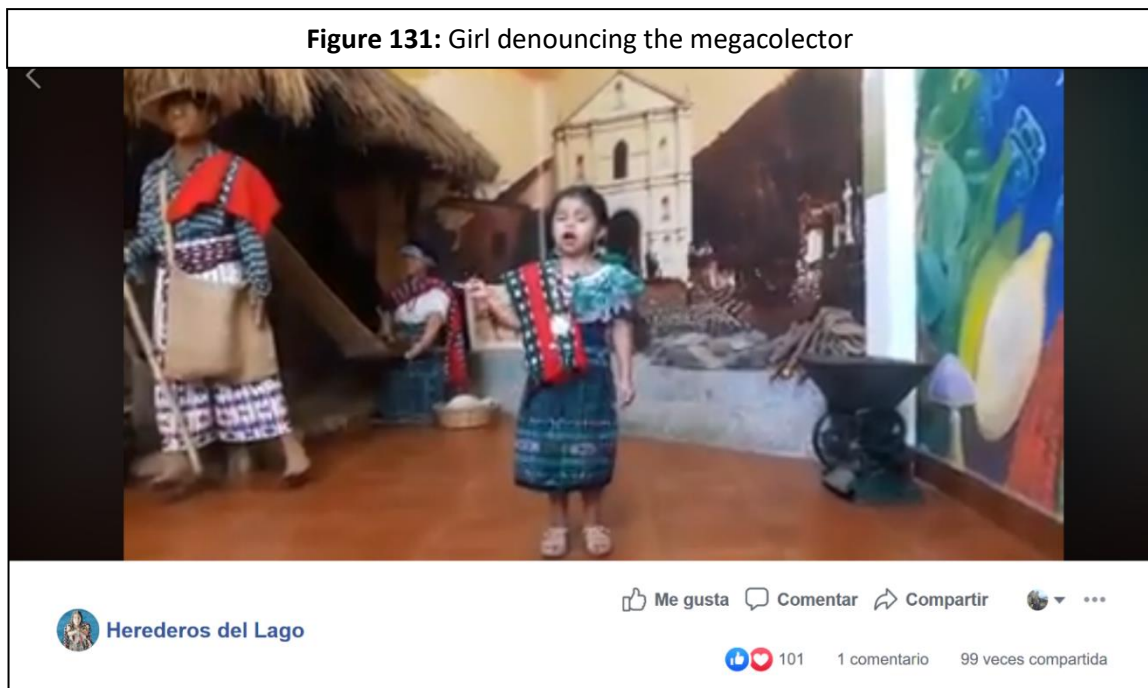 Figure 131: Girl denouncing the megacolector
Me gusta Comentar Compartir
Herederos del Lago
101 1 comentario 99 veces compartida